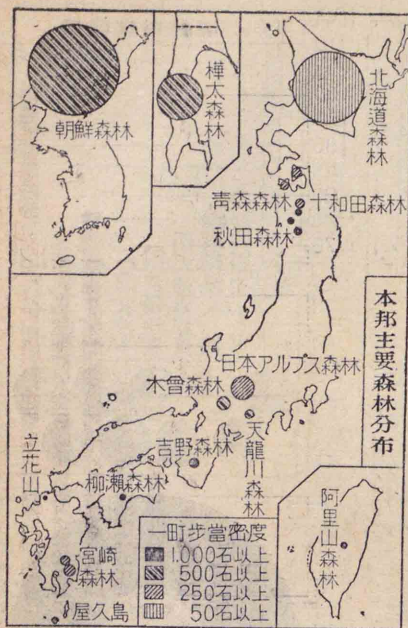 本邦主要森林分布
北海道森林
樺太森林
朝鮮森林
青森森林
十和田森林
秋田森林
日本アルプス森林
木曾森林
天龍川森林
吉野森林
柳瀬森林
立花山
宮崎
森林
屋久島
阿里山森林
一町歩當密度
1,000石以上
500石以上
250石以上
50石以上